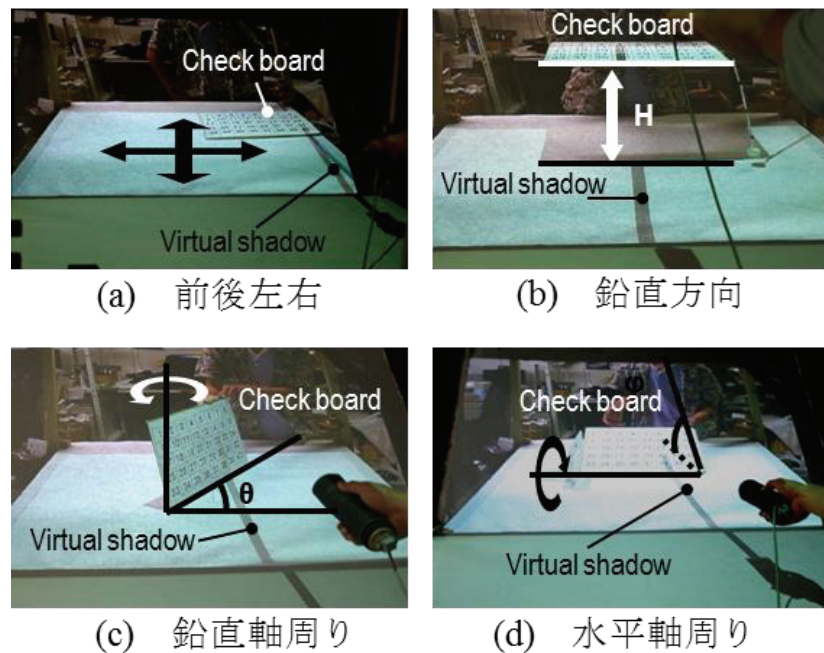 Check board
Virtual shadow
(a) 前後左右
Check board
H
Virtual shadow
(b) 鉛直方向
Check board
θ
Virtual shadow
(c) 鉛直軸周り
Check board
Virtual shadow
(d) 水平軸周り